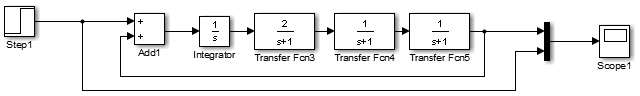 Step1
+
+
Add1
1
s
Integrator
2
s+1
Transfer Fcn3
1
s+1
Transfer Fcn4
1
s+1
Transfer Fcn5
Scope1